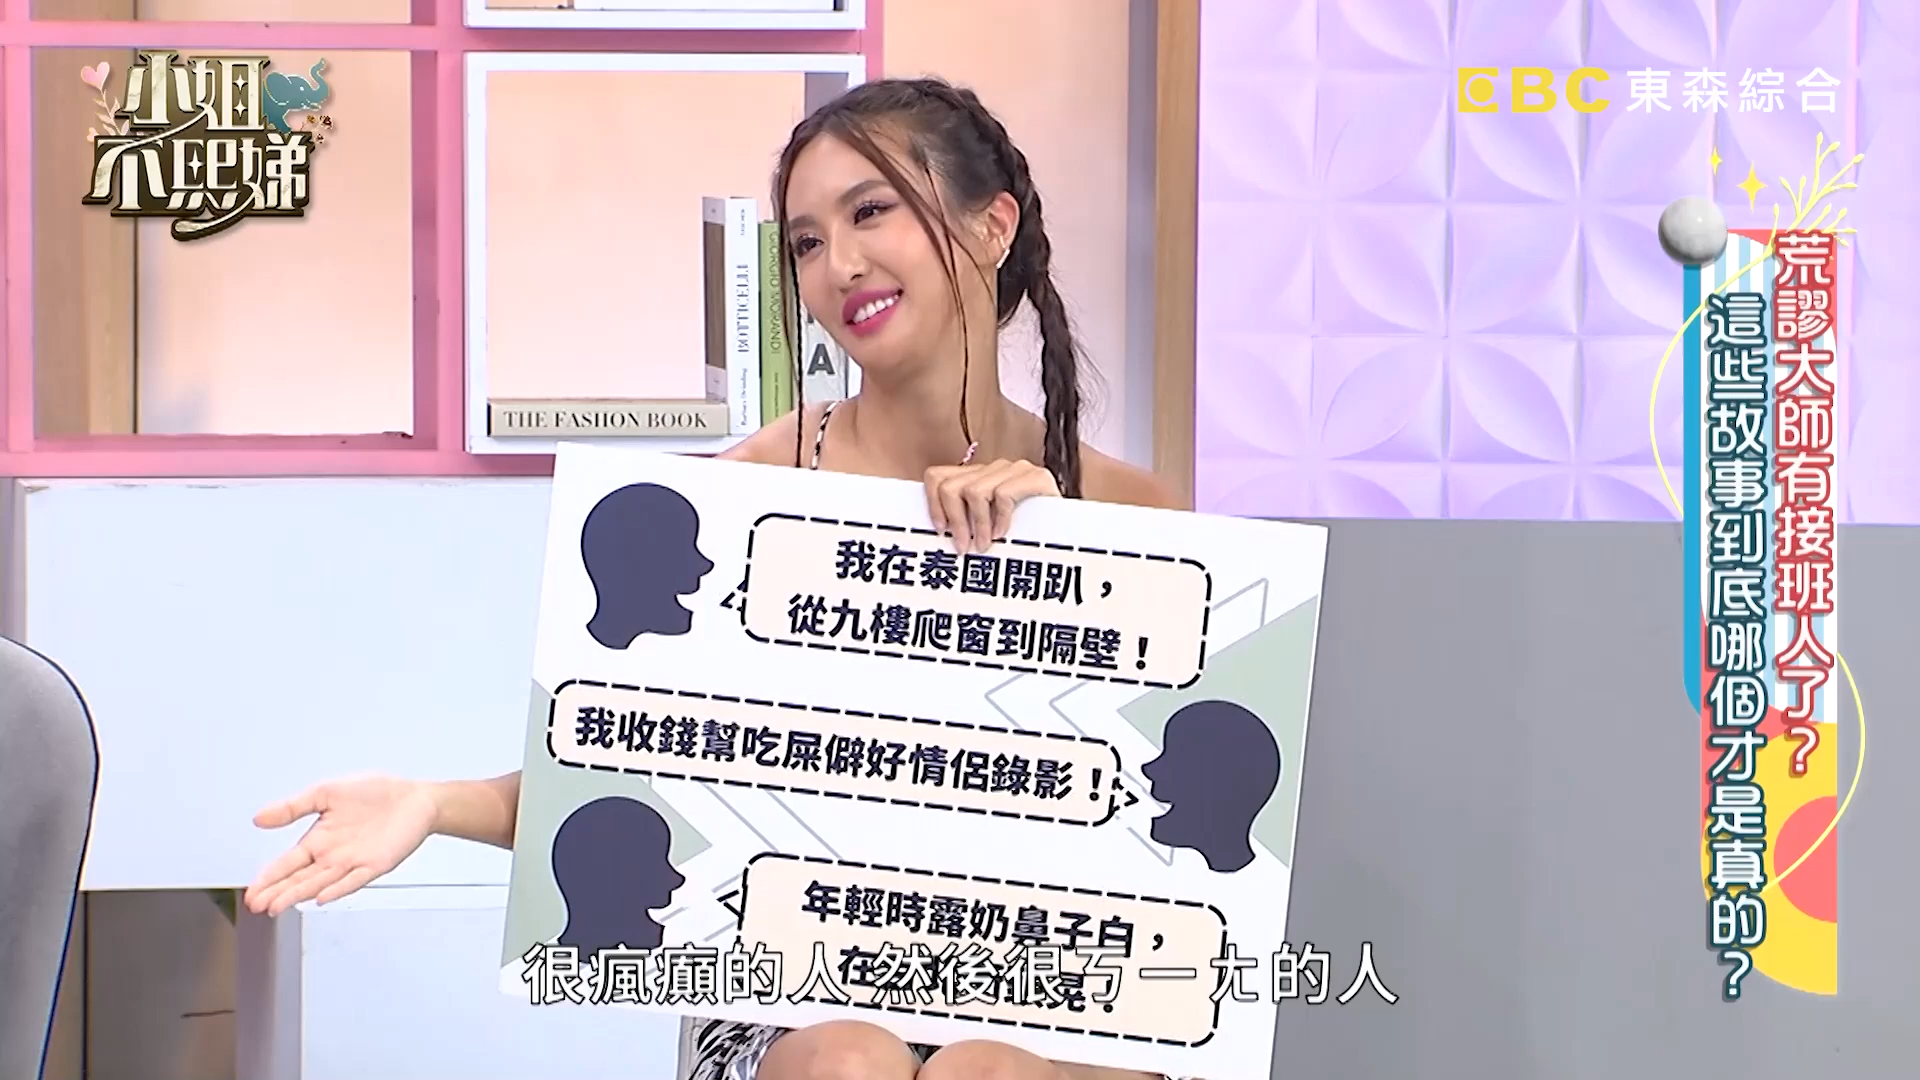 小姐
不熙娣
EBC 東森綜合
荒謬大師有接班人了？
這些故事到底哪個才是真的？
BOTTICELLI
GIORGIO MORANDI
A
THE FASHION BOOK
我在泰國開趴，
從九樓爬窗到隔壁！
我收錢幫吃屎僻好情侶錄影！
年輕時露奶鼻子白，
在
很瘋癲的人 然後很ㄎㄧㄤ的人